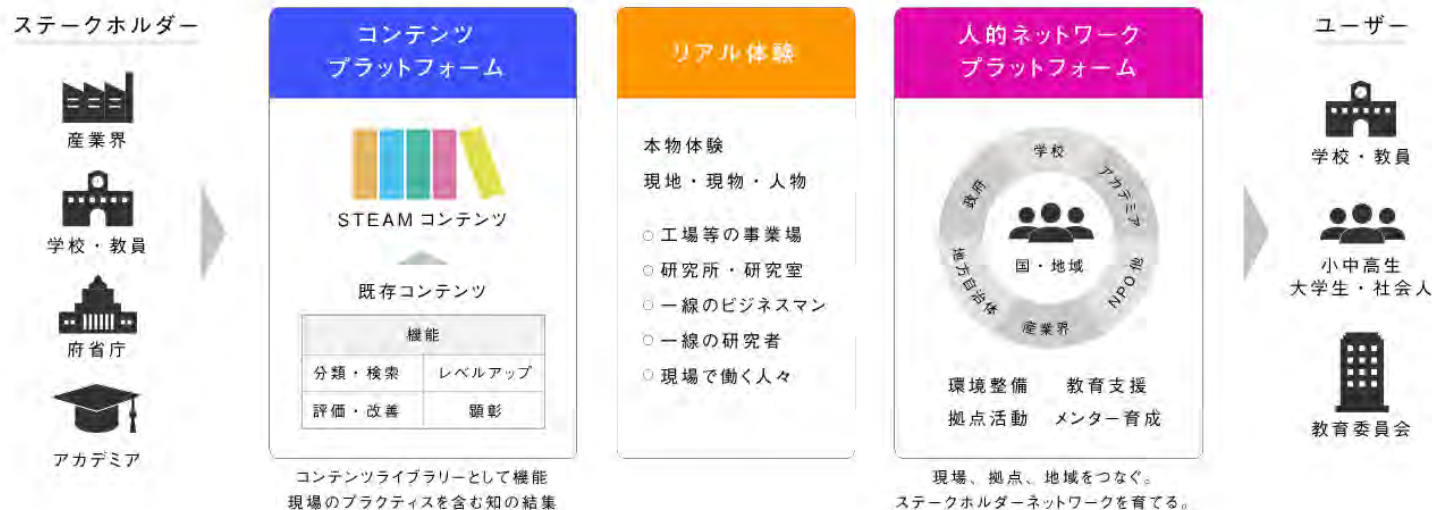 ステークホルダー
産業界
学校・教員
府省庁
アカデミア
コンテンツ
プラットフォーム
STEAM コンテンツ
既存コンテンツ
機能
分類・検索
レベルアップ
評価・改善
顕彰
コンテンツライブラリーとして機能
現場のプラクティスを含む知の結集
リアル体験
本物体験
現地・現物・人物
○ 工場等の事業場
○ 研究所・研究室
○ 一線のビジネスマン
○ 一線の研究者
○ 現場で働く人々
人的ネットワーク
プラットフォーム
学校
アカデミア
NPO他
産業界
地方自治体
政府
国・地域
環境整備 教育支援
拠点活動 メンター育成
現場、拠点、地域をつなぐ。
ステークホルダーネットワークを育てる。
ユーザー
学校・教員
小中高生
大学生・社会人
教育委員会